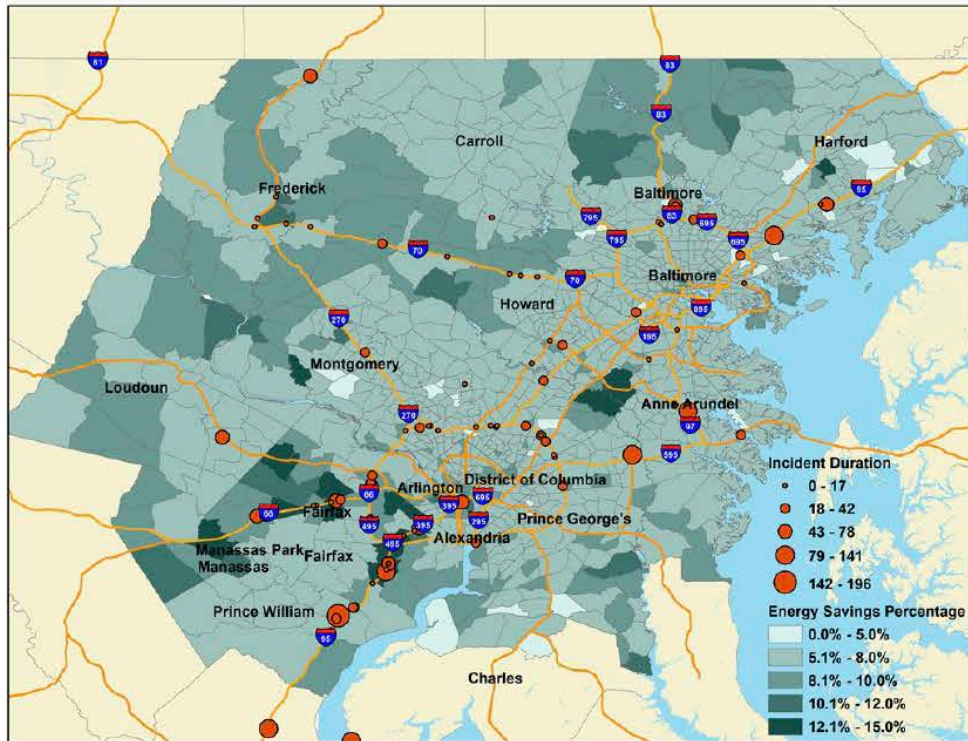 81
83
83
Carroll
Harford
Frederick
95
Baltimore
795
83
695
795
695
70
Baltimore
70
Howard
895
270
195
Montgomery
Loudoun
Anne Arundel
270
97
595
Incident Duration
0 - 17
18 - 42
43 - 78
79 - 141
142 - 196
Arlington
District of Columbia
66
695
395
Fairfax
66
495
395
295
Prince George's
Alexandria
495
Manassas Park
Manassas
Fairfax
Prince William
95
Charles
Energy Savings Percentage
0.0% - 5.0%
5.1% - 8.0%
8.1% - 10.0%
10.1% - 12.0%
12.1% - 15.0%